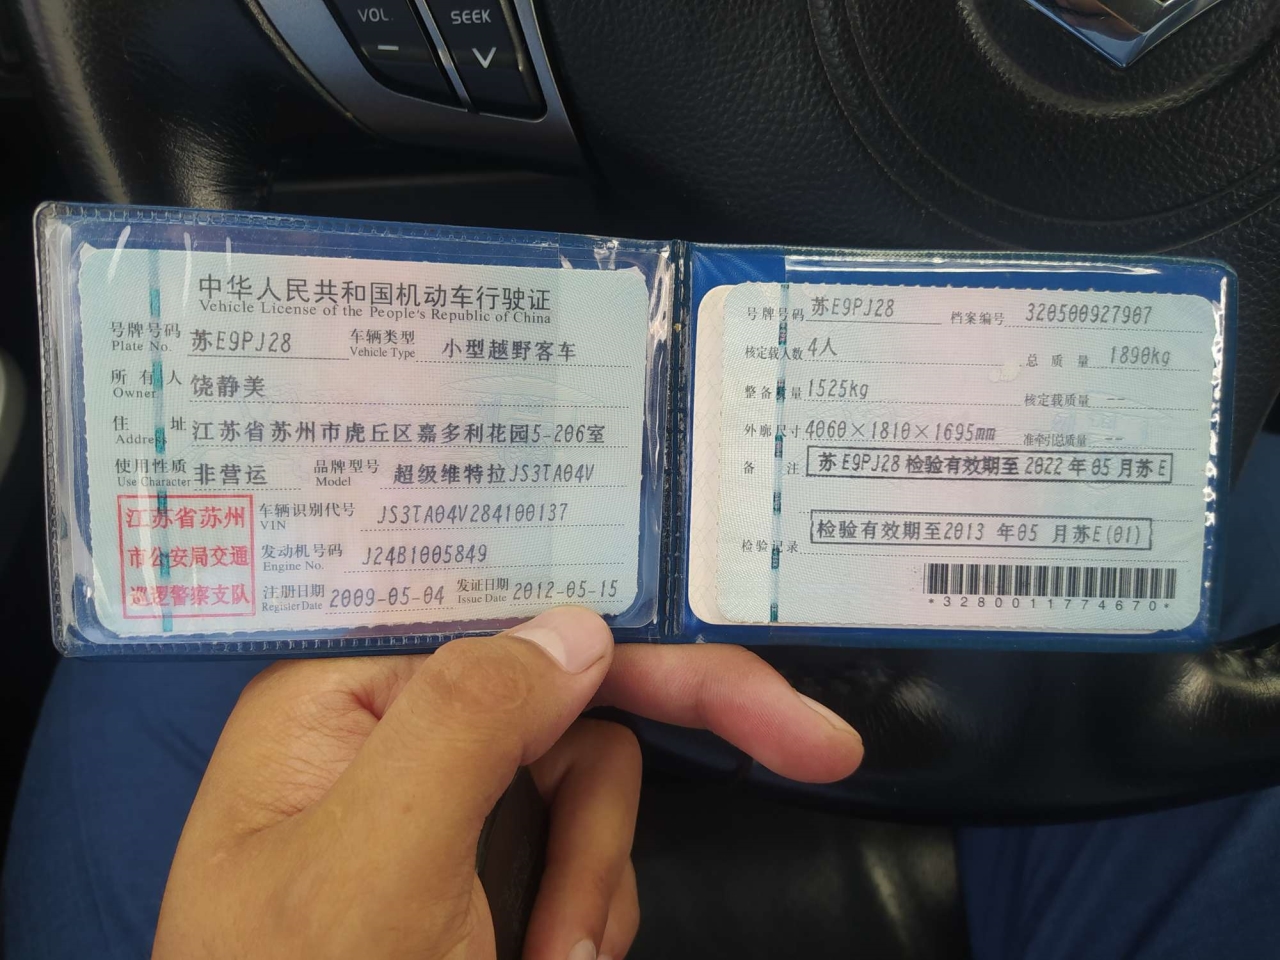 VOL.
SEEK
中华人民共和国机动车行驶证
Vehicle License of the People's Republic of China
号牌号码 苏E9PJ28 车辆类型 小型越野客车
Plate No. Vehicle Type
所有人 饶静美
Owner
住址 江苏省苏州市虎丘区嘉多利花园5-206室
Address
使用性质 非营运 品牌型号 超级维特拉JS3TA04V
Use Character Model
江苏省苏州
市公安局交通
巡逻警察支队
车辆识别代号 JS3TA04V284100137
VIN
发动机号码 J24B1005849
Engine No.
注册日期 2009-05-04 发证日期 2012-05-15
Register Date Issue Date
号牌号码 苏E9PJ28 档案编号 320500927907
核定载人数 4人 总质量 1890kg
整备质量 1525kg 核定载质量 --
外廓尺寸 4060×1810×1695mm 准牵引总质量 --
备注 苏E9PJ28检验有效期至2022年05月苏E
检验有效期至2013 年05 月苏E(01)
检验记录
*3280011774670*